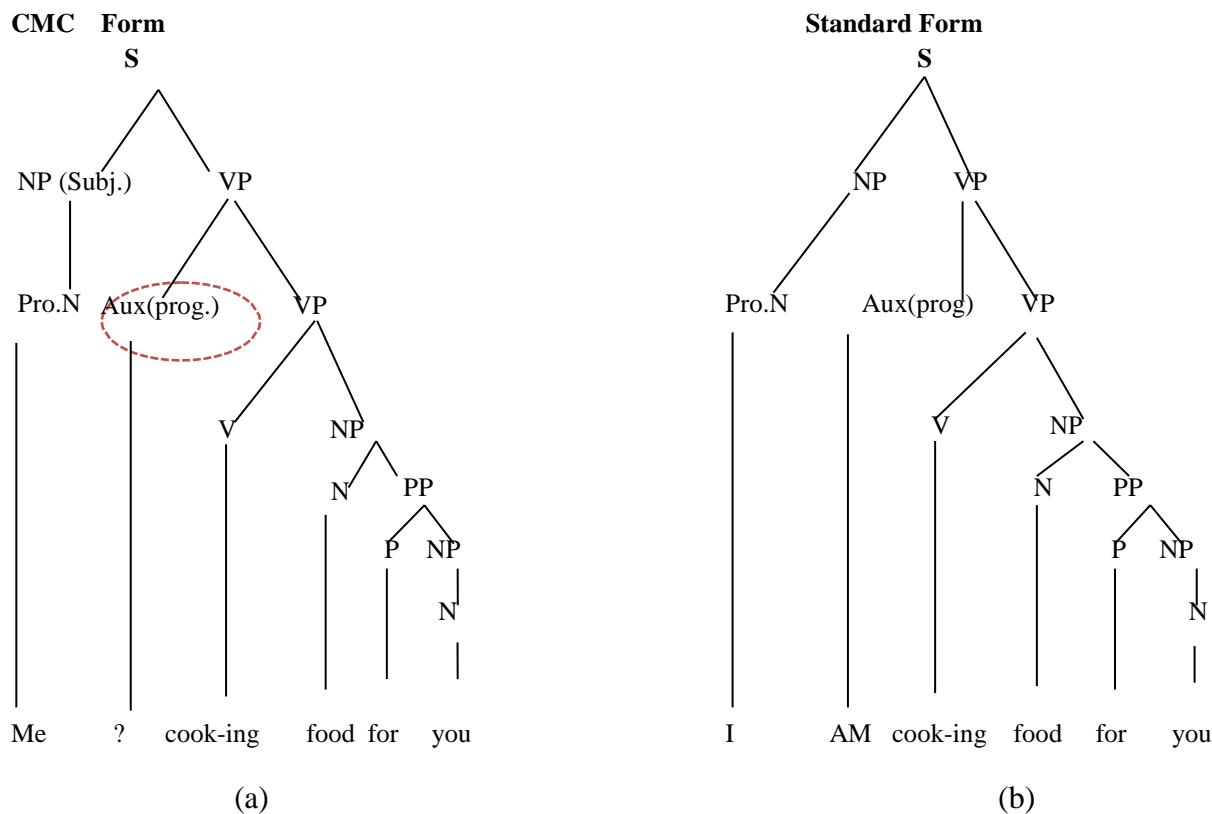 CMC Form
Standard Form
S
S
NP (Subj.) VP
NP VP
Pro.N Aux(prog.) VP
Pro.N Aux(prog) VP
V NP
V NP
N PP
N PP
P NP
P NP
N
N
Me ? cook-ing food for you
I AM cook-ing food for you
(a)
(b)